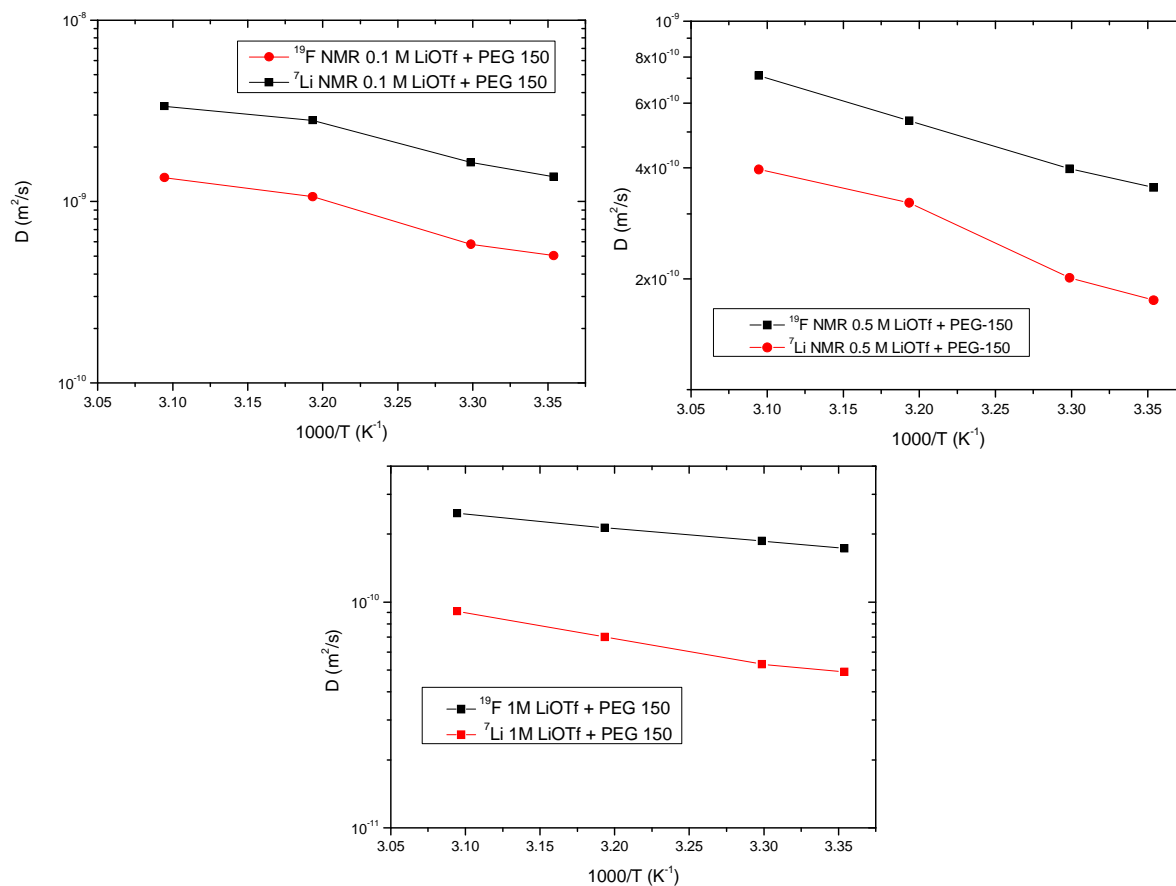 10⁻⁸
¹⁹F NMR 0.1 M LiOTf + PEG 150
⁷Li NMR 0.1 M LiOTf + PEG 150
10⁻⁹
10⁻¹⁰
D (m²/s)
3.05 3.10 3.15 3.20 3.25 3.30 3.35
1000/T (K⁻¹)
10⁻⁹
8x10⁻¹⁰
6x10⁻¹⁰
4x10⁻¹⁰
2x10⁻¹⁰
D (m²/s)
¹⁹F NMR 0.5 M LiOTf + PEG-150
⁷Li NMR 0.5 M LiOTf + PEG-150
3.05 3.10 3.15 3.20 3.25 3.30 3.35
1000/T (K⁻¹)
10⁻¹⁰
10⁻¹¹
D (m²/s)
¹⁹F 1M LiOTf + PEG 150
⁷Li 1M LiOTf + PEG 150
3.05 3.10 3.15 3.20 3.25 3.30 3.35
1000/T (K⁻¹)